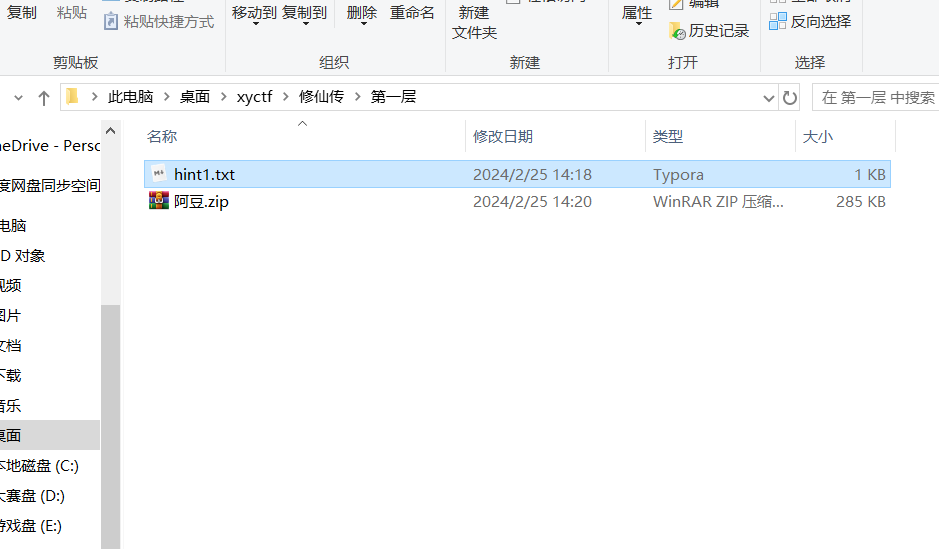 复制 粘贴 粘贴快捷方式 移动到 复制到 删除 重命名 新建 文件夹 属性 编辑 历史记录 反向选择
剪贴板 组织 新建 打开 选择
此电脑 桌面 xyctf 修仙传 第一层 在 第一层 中搜索
名称 修改日期 类型 大小
hint1.txt 2024/2/25 14:18 Typora 1 KB
阿豆.zip 2024/2/25 14:20 WinRAR ZIP 压缩... 285 KB
neDrive - Perso
度网盘同步空间
电脑
D 对象
视频
图片
文档
下载
音乐
桌面
本地磁盘 (C:)
大赛盘 (D:)
游戏盘 (E:)